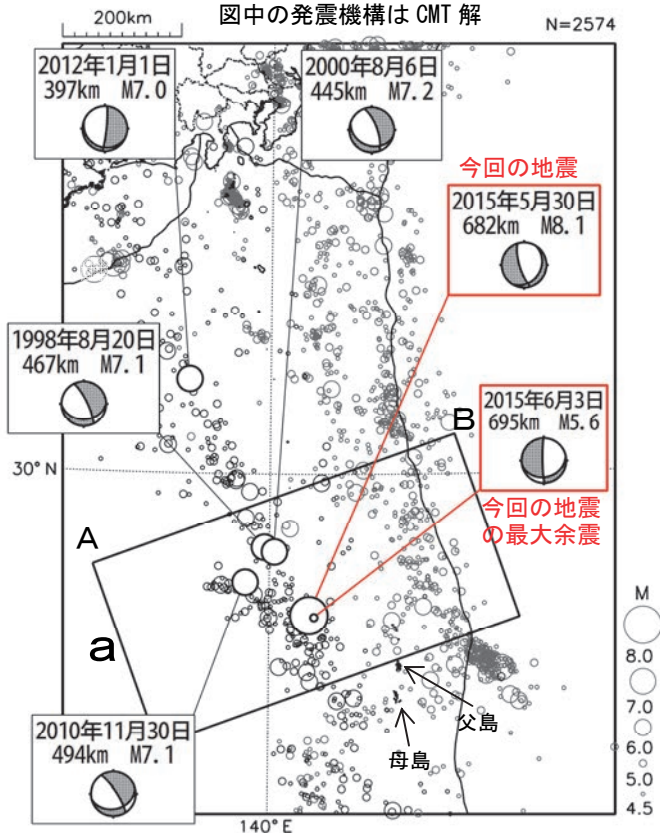 200km
図中の発震機構は CMT 解
N=2574
2012年1月1日
397km M7.0
2000年8月6日
445km M7.2
今回の地震
2015年5月30日
682km M8.1
1998年8月20日
467km M7.1
B
2015年6月3日
695km M5.6
30°N
今回の地震
の最大余震
A
a
M
8.0
7.0
6.0
5.0
4.5
父島
母島
2010年11月30日
494km M7.1
140°E